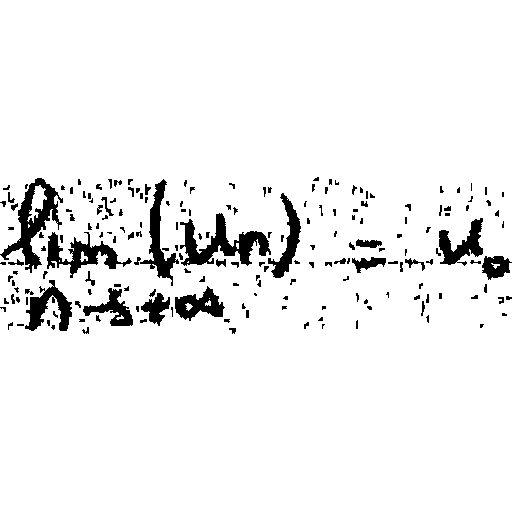 lim (un) = u₀
n→+∞